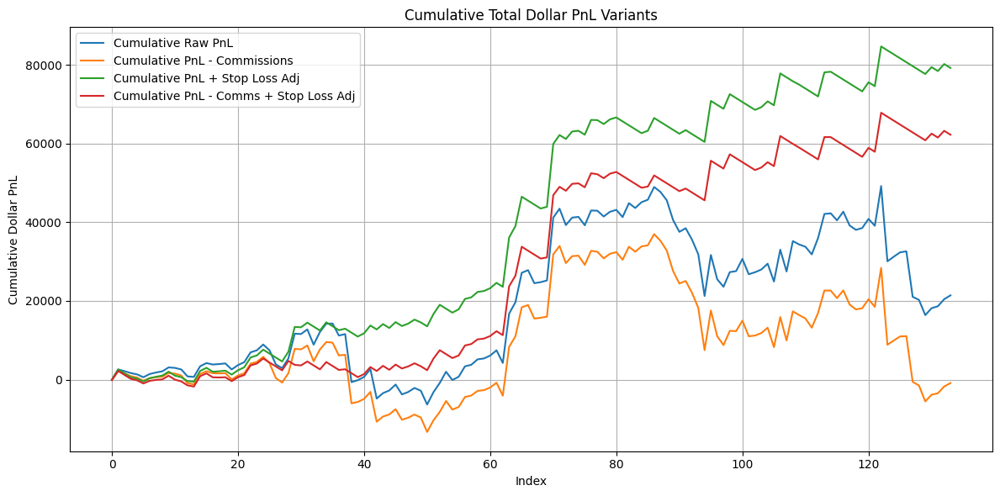 Cumulative Total Dollar PnL Variants
Cumulative Raw PnL
Cumulative PnL - Commissions
Cumulative PnL + Stop Loss Adj
Cumulative PnL - Comms + Stop Loss Adj
Cumulative Dollar PnL
80000
60000
40000
20000
0
0 20 40 60 80 100 120
Index